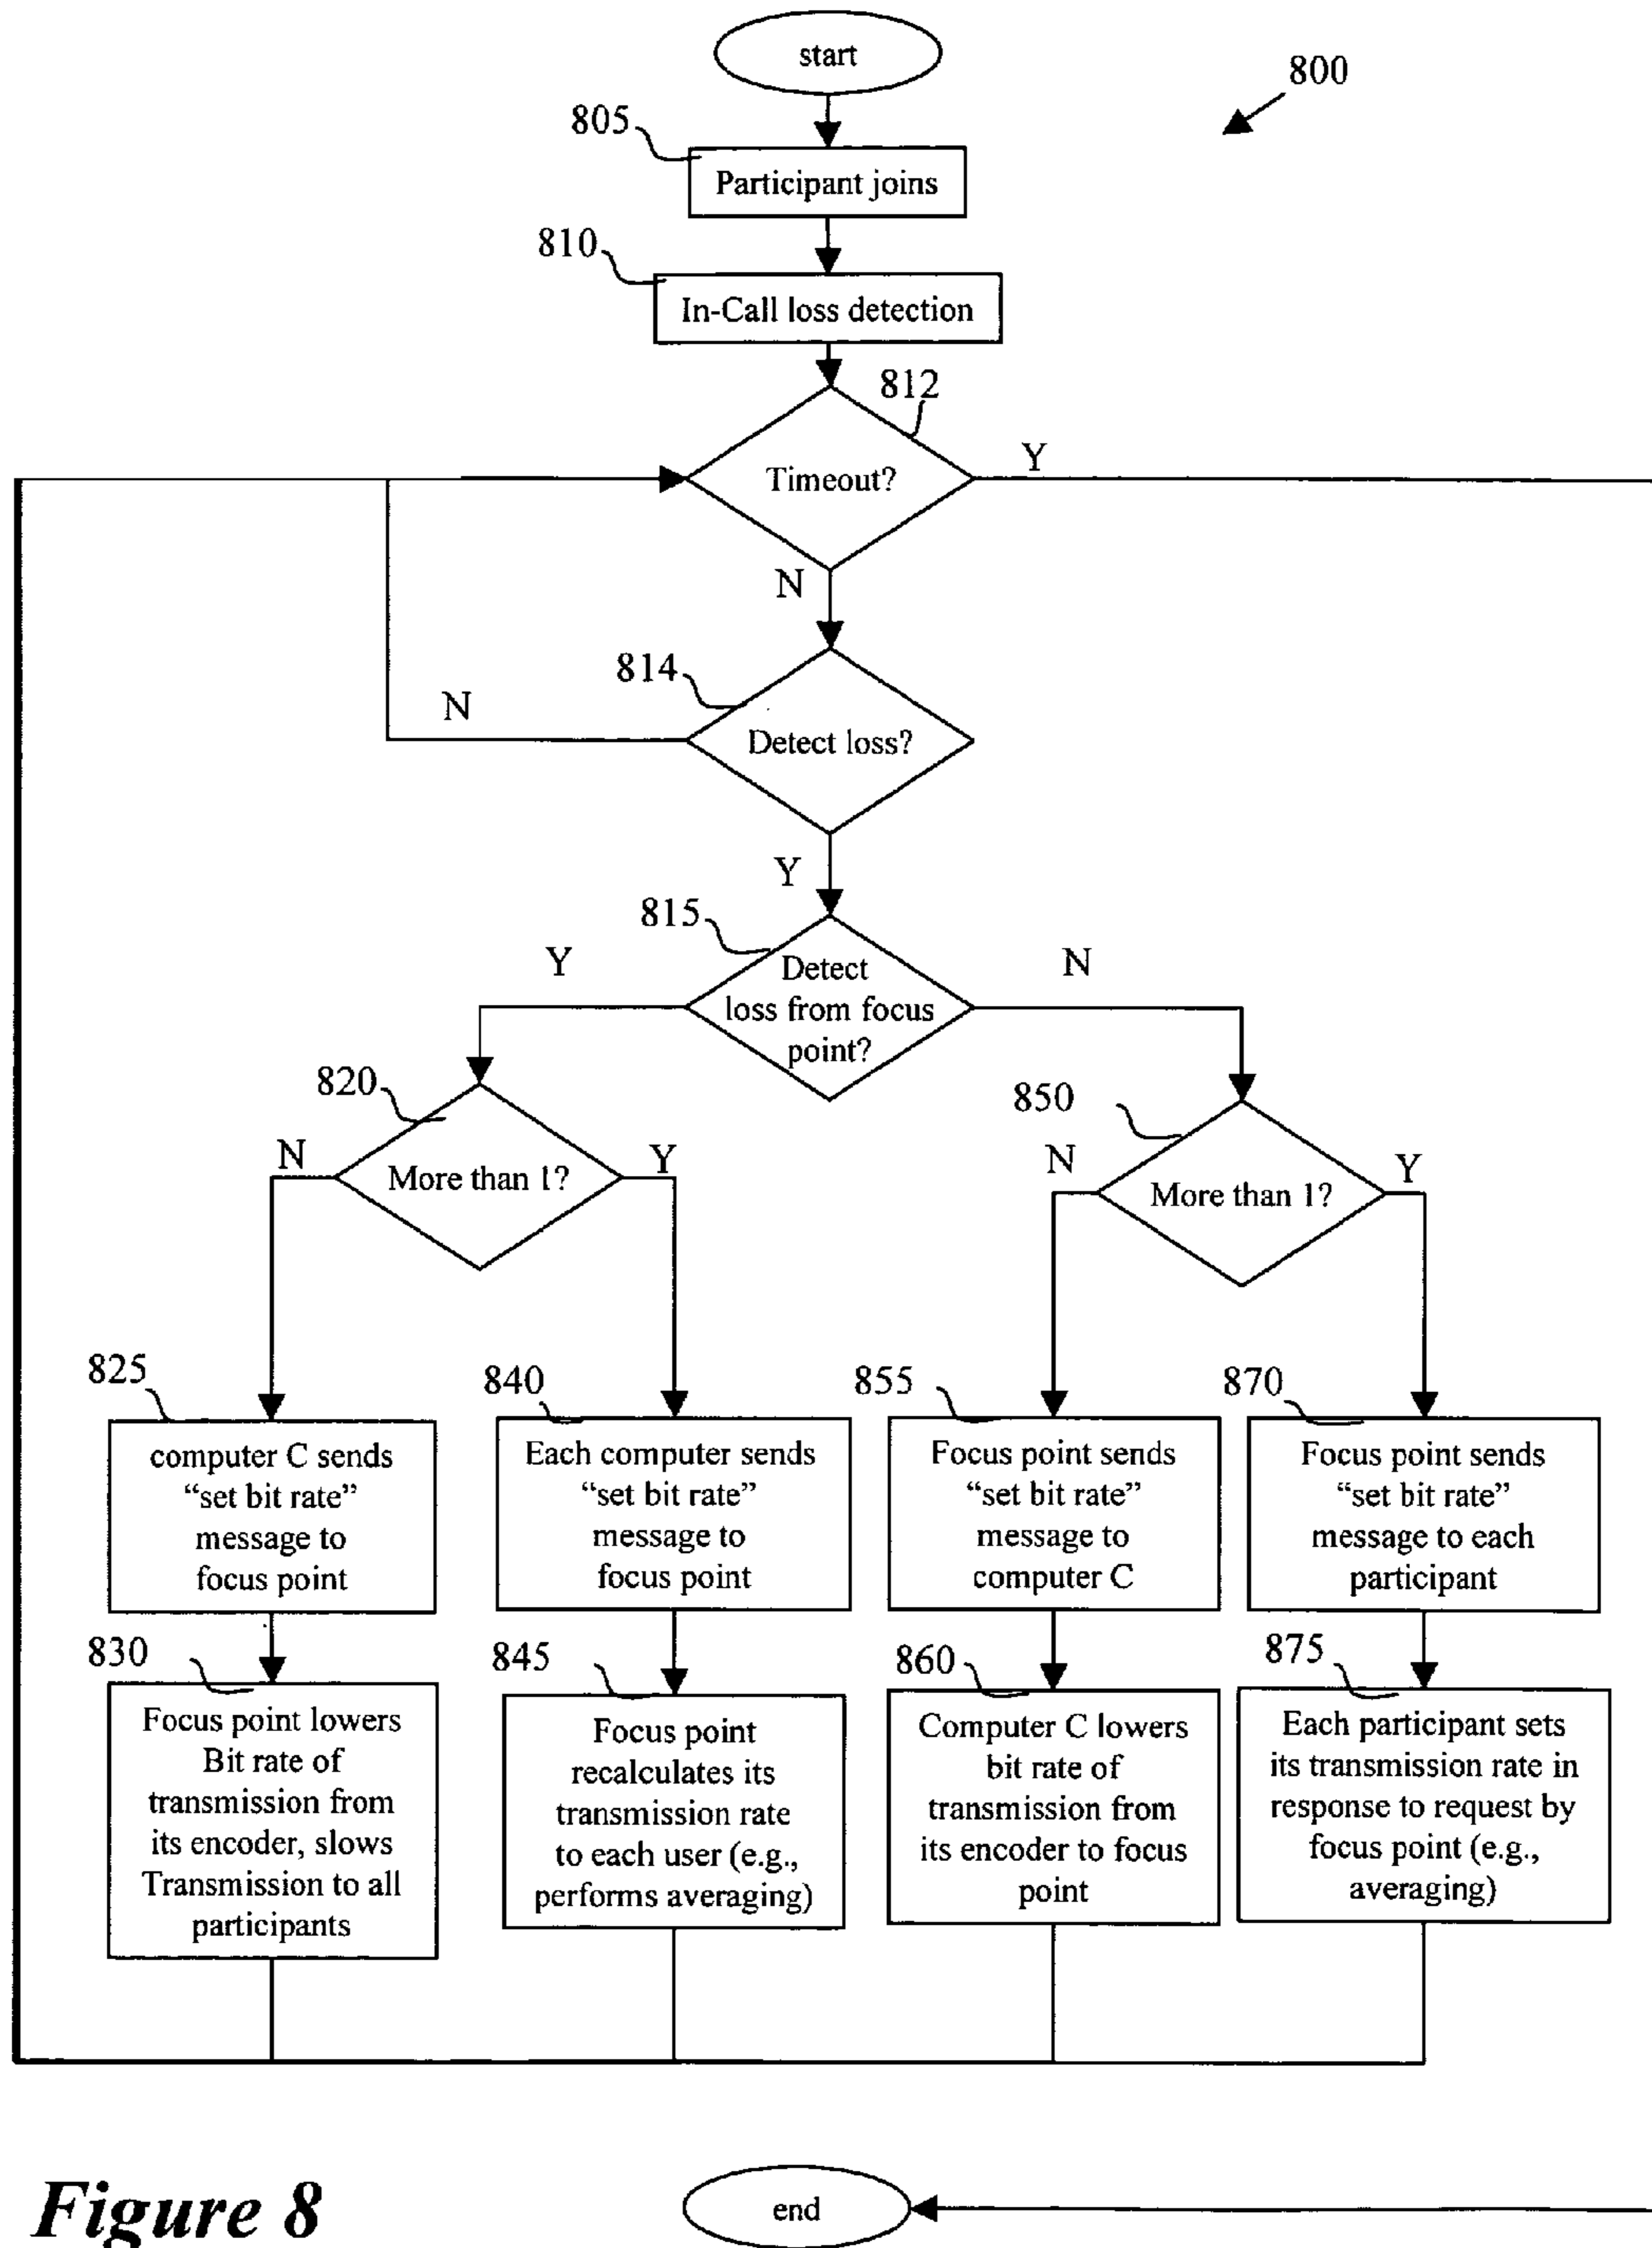 start
800
805
Participant joins
810
In-Call loss detection
812
Timeout?
Y
N
814
N
Detect loss?
Y
815
Y
N
Detect
loss from focus
point?
820
850
N
More than 1?
Y
N
More than 1?
Y
825
computer C sends
“set bit rate”
message to
focus point
840
Each computer sends
“set bit rate”
message to
focus point
855
Focus point sends
“set bit rate”
message to
computer C
870
Focus point sends
“set bit rate”
message to each
participant
830
Focus point lowers
Bit rate of
transmission from
its encoder, slows
Transmission to all
participants
845
Focus point
recalculates its
transmission rate
to each user (e.g.,
performs averaging)
860
Computer C lowers
bit rate of
transmission from
its encoder to focus
point
875
Each participant sets
its transmission rate in
response to request by
focus point (e.g.,
averaging)
Figure 8
end